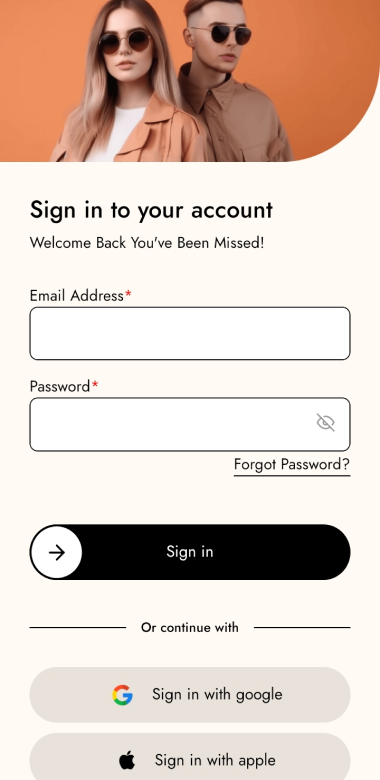 Sign in to your account
Welcome Back You've Been Missed!
Email Address*
Password*
Forgot Password?
Sign in
Or continue with
Sign in with google
Sign in with apple